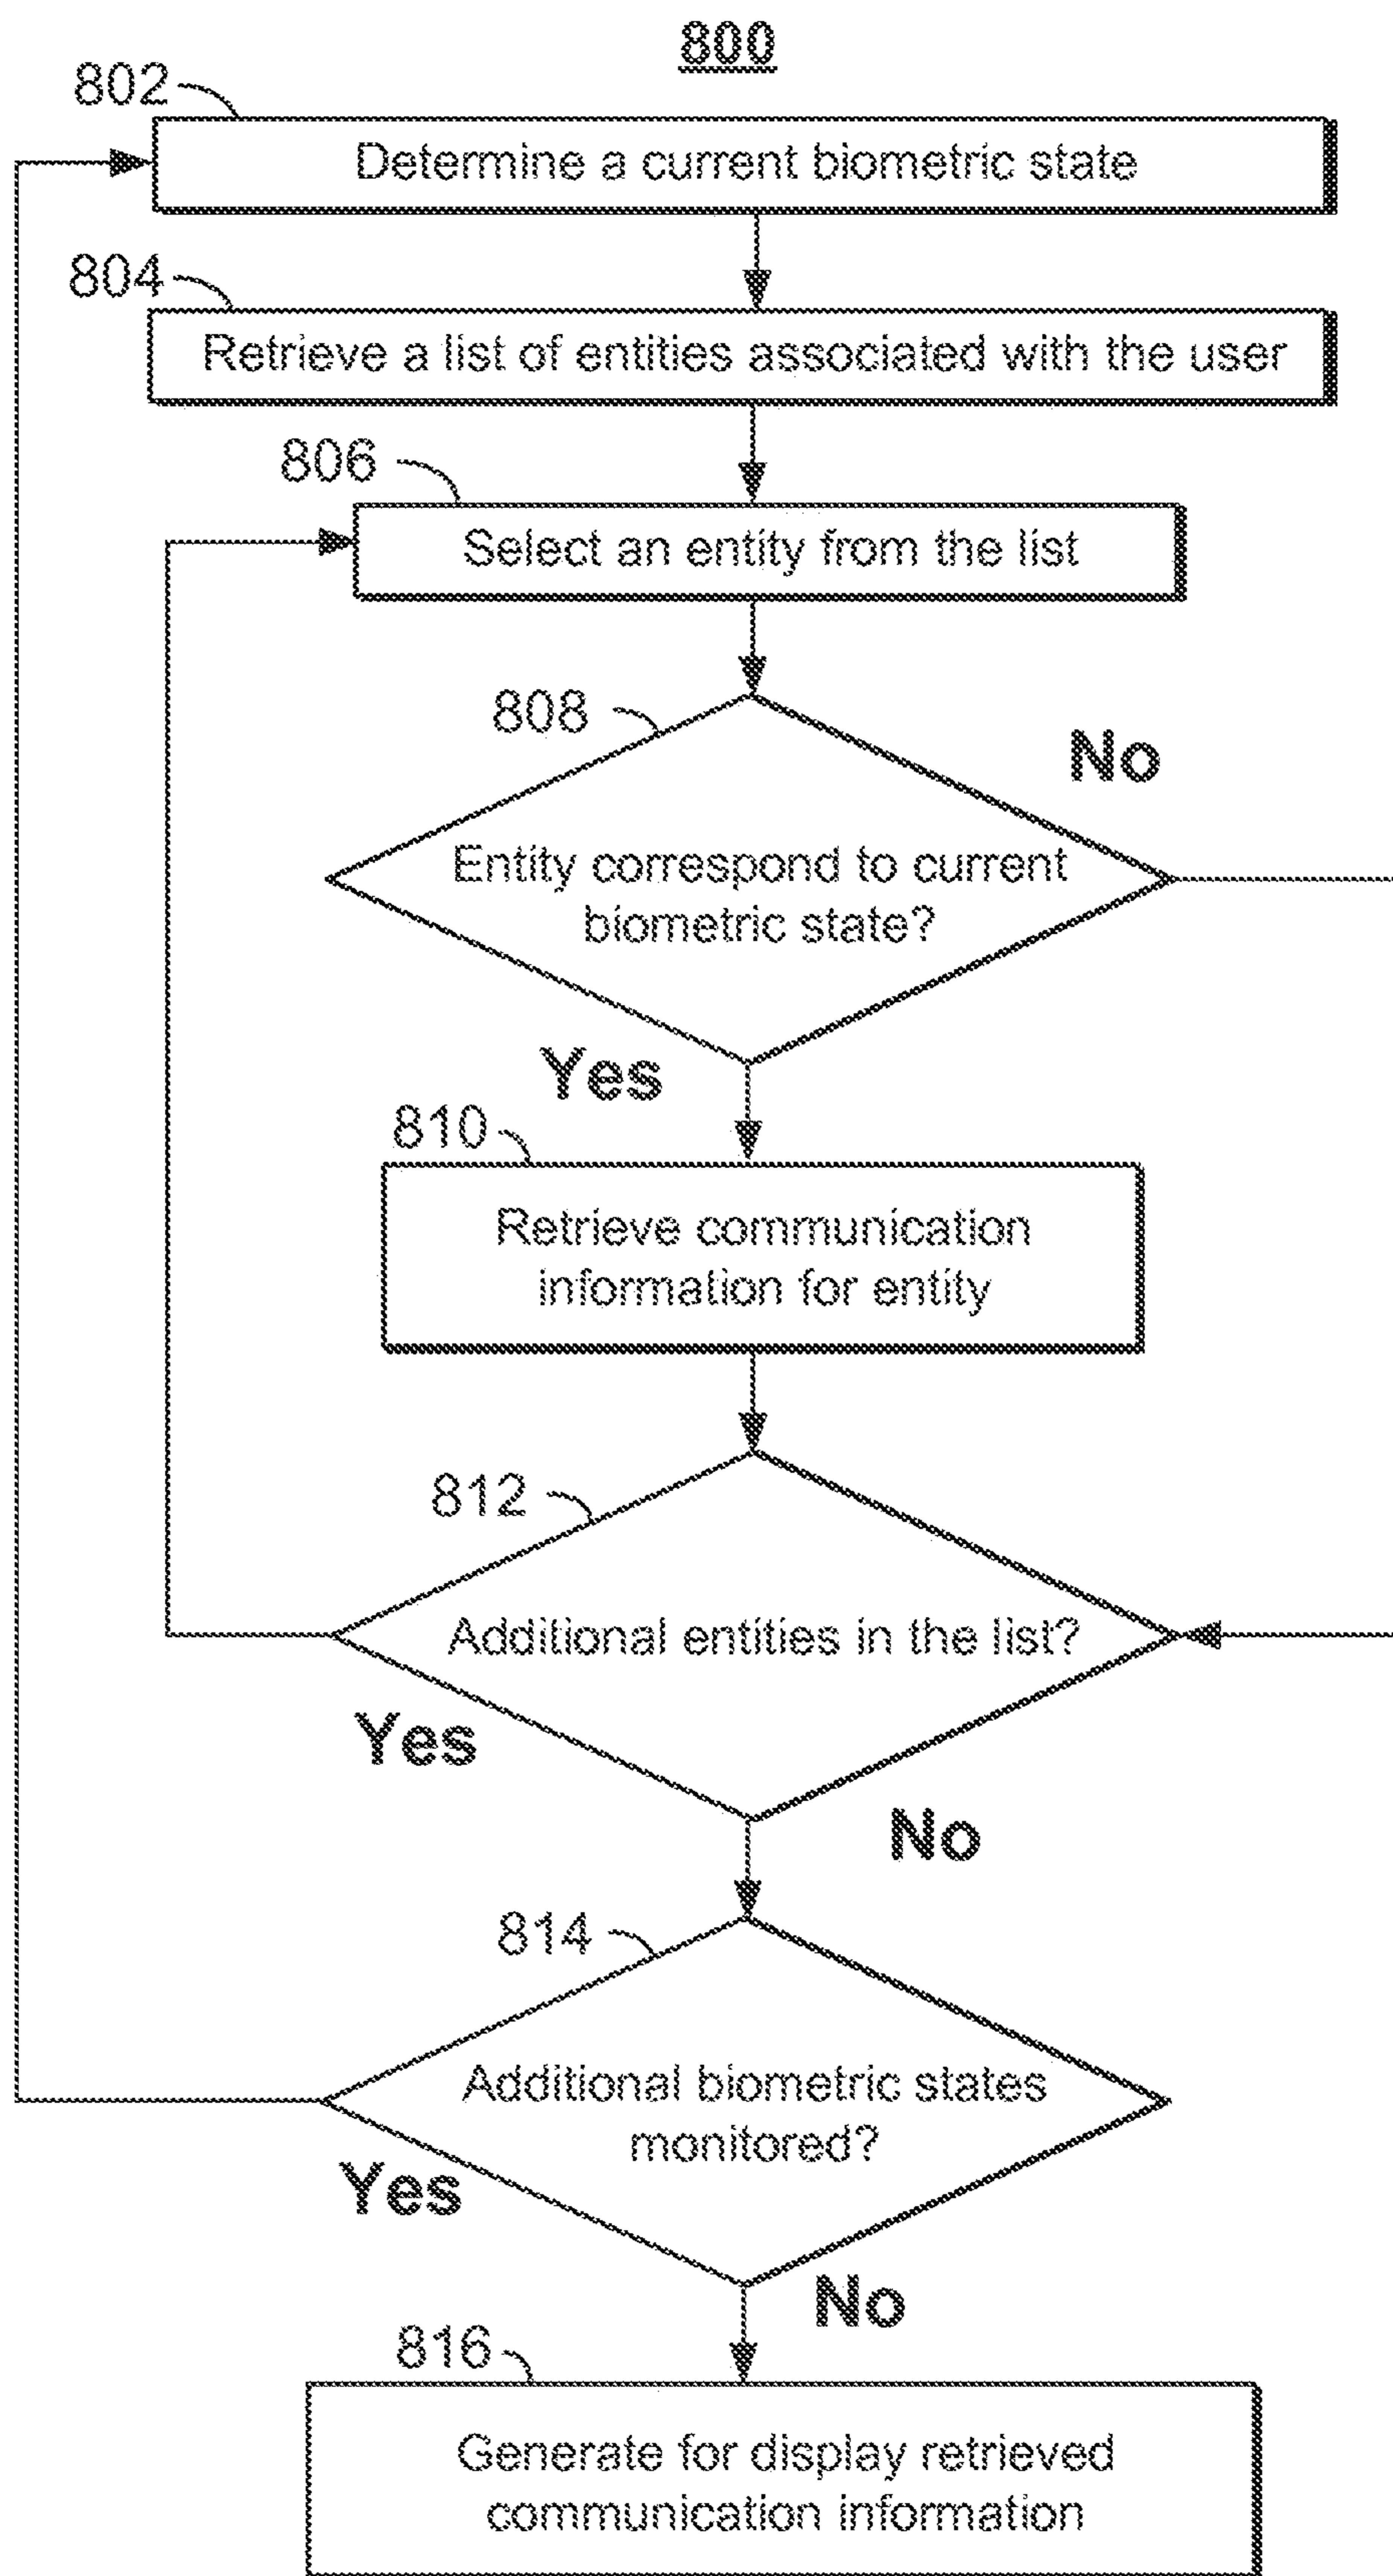 800
802
Determine a current biometric state
804
Retrieve a list of entities associated with the user
806
Select an entity from the list
808
No
Entity correspond to current
biometric state?
Yes
810
Retrieve communication
information for entity
812
Additional entities in the list?
Yes
No
814
Additional biometric states
monitored?
Yes
No
816
Generate for display retrieved
communication information